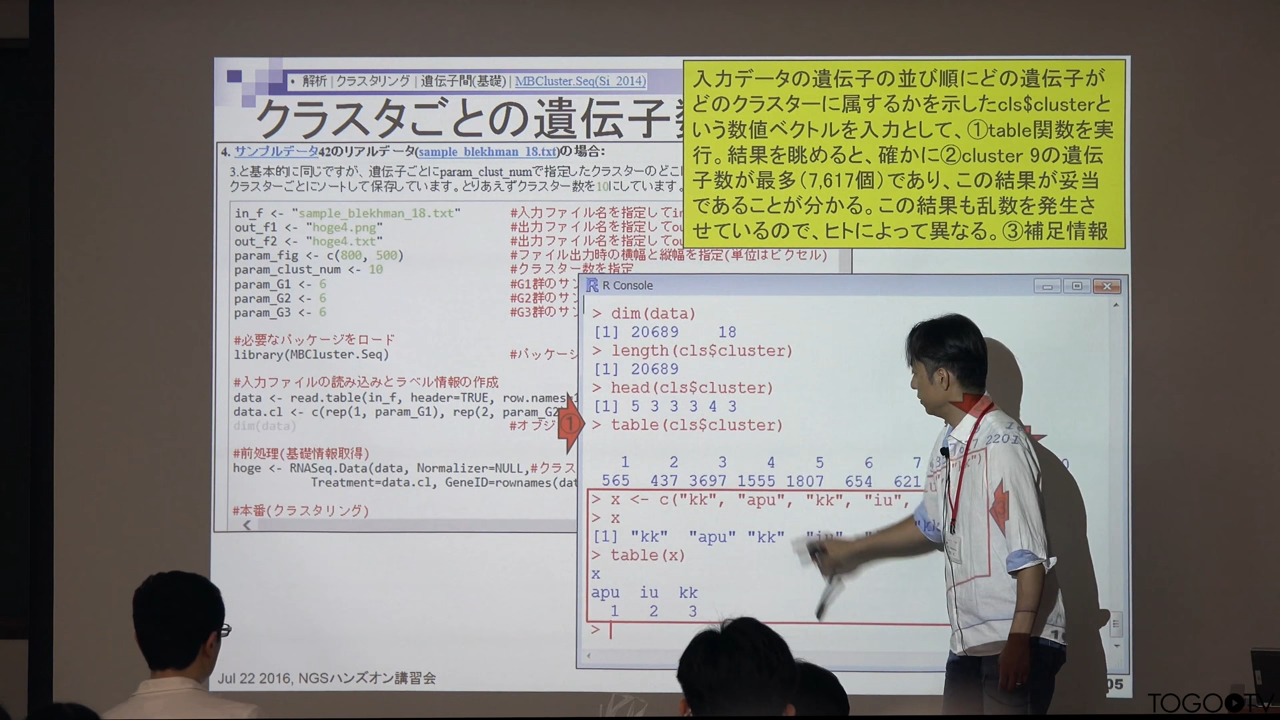 • 解析 | クラスタリング | 遺伝子間(基礎) | MBCluster.Seq(Si_2014)
クラスタごとの遺伝子
入力データの遺伝子の並び順にどの遺伝子が
どのクラスターに属するかを示したcls$clusterと
いう数値ベクトルを入力として、①table関数を実
行。結果を眺めると、確かに②cluster 9の遺伝
子数が最多（7,617個）であり、この結果が妥当
であることが分かる。この結果も乱数を発生さ
せているので、ヒトによって異なる。③補足情報
4. サンプルデータ42のリアルデータ(sample_blekhman_18.txt)の場合:
3.と基本的に同じですが、遺伝子ごとにparam_clust_numで指定したクラスターのどこに
クラスターごとにソートして保存しています。とりあえずクラスター数を10にしています。
in_f <- "sample_blekhman_18.txt" #入力ファイル名を指定してin
out_f1 <- "hoge4.png" #出力ファイル名を指定してou
out_f2 <- "hoge4.txt" #出力ファイル名を指定してou
param_fig <- c(800, 500) #ファイル出力時の横幅と縦幅を指定(単位はピクセル)
param_clust_num <- 10 #クラスター数を指定
param_G1 <- 6 #G1群のサン
param_G2 <- 6 #G2群のサン
param_G3 <- 6 #G3群のサン
#必要なパッケージをロード
library(MBCluster.Seq) #パッケージ
#入力ファイルの読み込みとラベル情報の作成
data <- read.table(in_f, header=TRUE, row.names=1
data.cl <- c(rep(1, param_G1), rep(2, param_G2
dim(data) #オブジ
#前処理(基礎情報取得)
hoge <- RNASeq.Data(data, Normalizer=NULL,#クラス
Treatment=data.cl, GeneID=rownames(dat
#本番(クラスタリング)
R Console
> dim(data)
[1] 20689 18
> length(cls$cluster)
[1] 20689
> head(cls$cluster)
[1] 5 3 3 3 4 3
① > table(cls$cluster)
1 2 3 4 5 6 7
565 437 3697 1555 1807 654 621
> x <- c("kk", "apu", "kk", "iu",
> x
[1] "kk" "apu" "kk" "iu"
> table(x)
x
apu iu kk
1 2 3
>
③
Jul 22 2016, NGSハンズオン講習会
05
TOGOTV